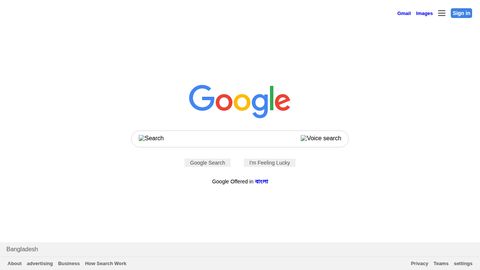 Gmail Images Sign in
Google
Search Voice search
Google Search I'm Feeling Lucky
Google Offered in বাংলা
Bangladesh
About advertising Business How Search Work Privacy Teams settings